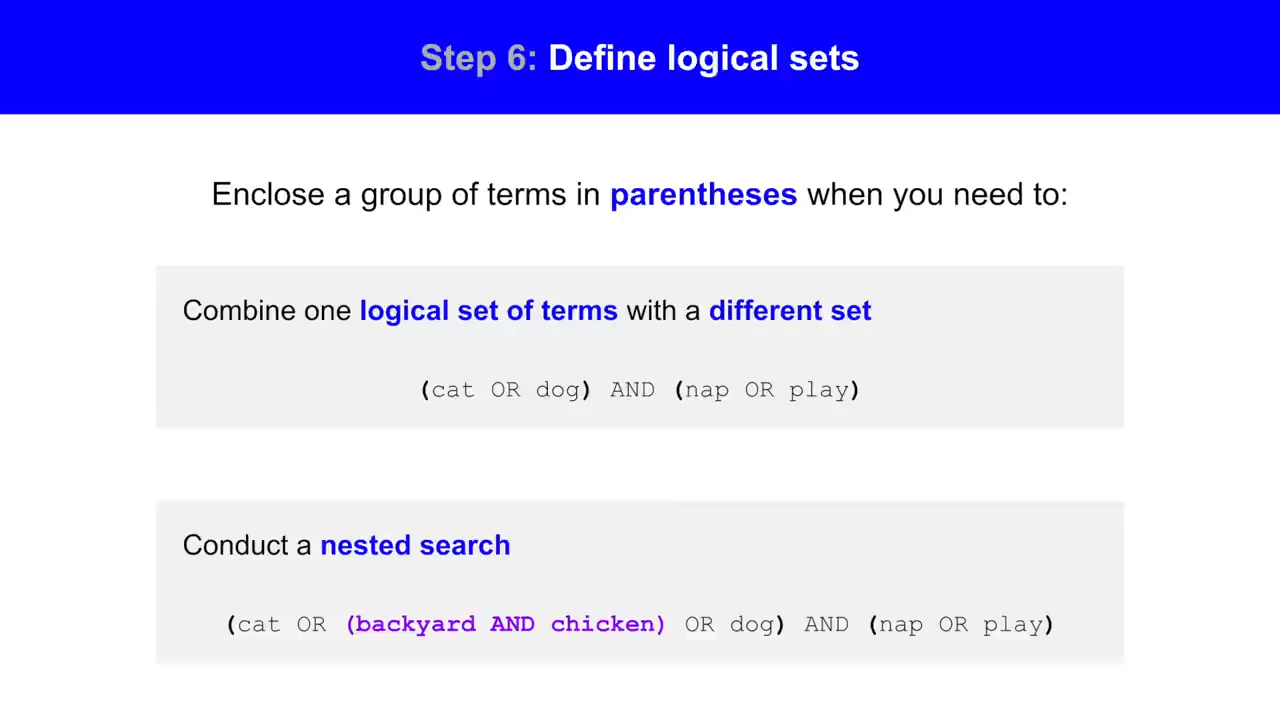 Step 6: Define logical sets
Enclose a group of terms in parentheses when you need to:
Combine one logical set of terms with a different set
(cat OR dog) AND (nap OR play)
Conduct a nested search
(cat OR (backyard AND chicken) OR dog) AND (nap OR play)